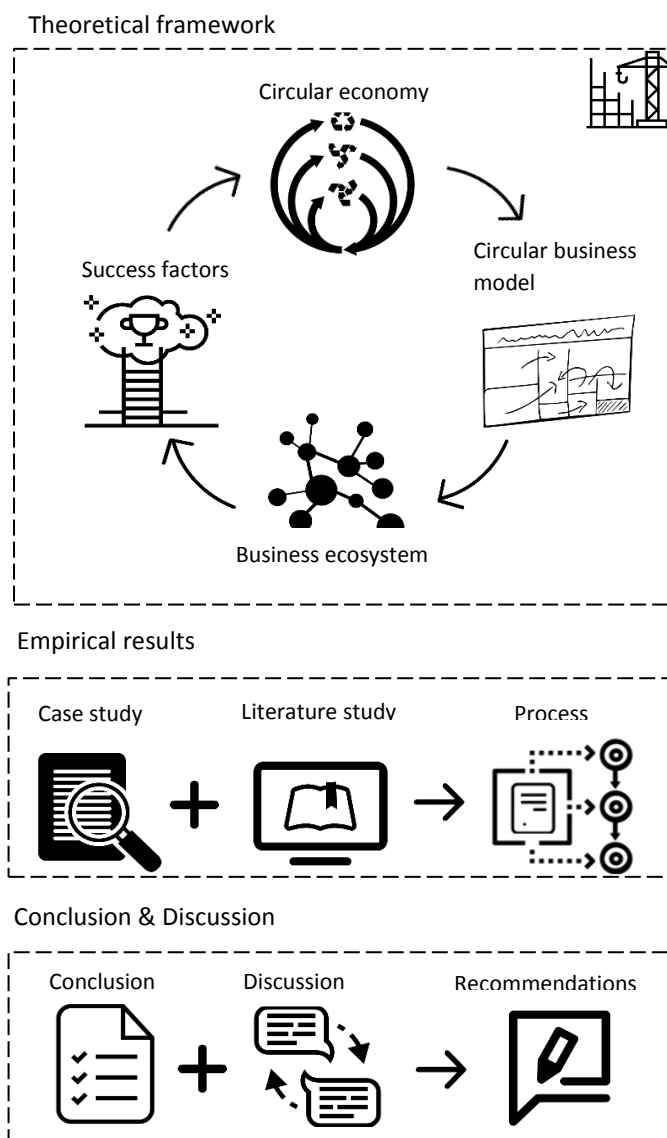 Theoretical framework
Circular economy
Success factors
Circular business
model
Business ecosystem
Empirical results
Case study
Literature study
Process
Conclusion & Discussion
Conclusion
Discussion
Recommendations